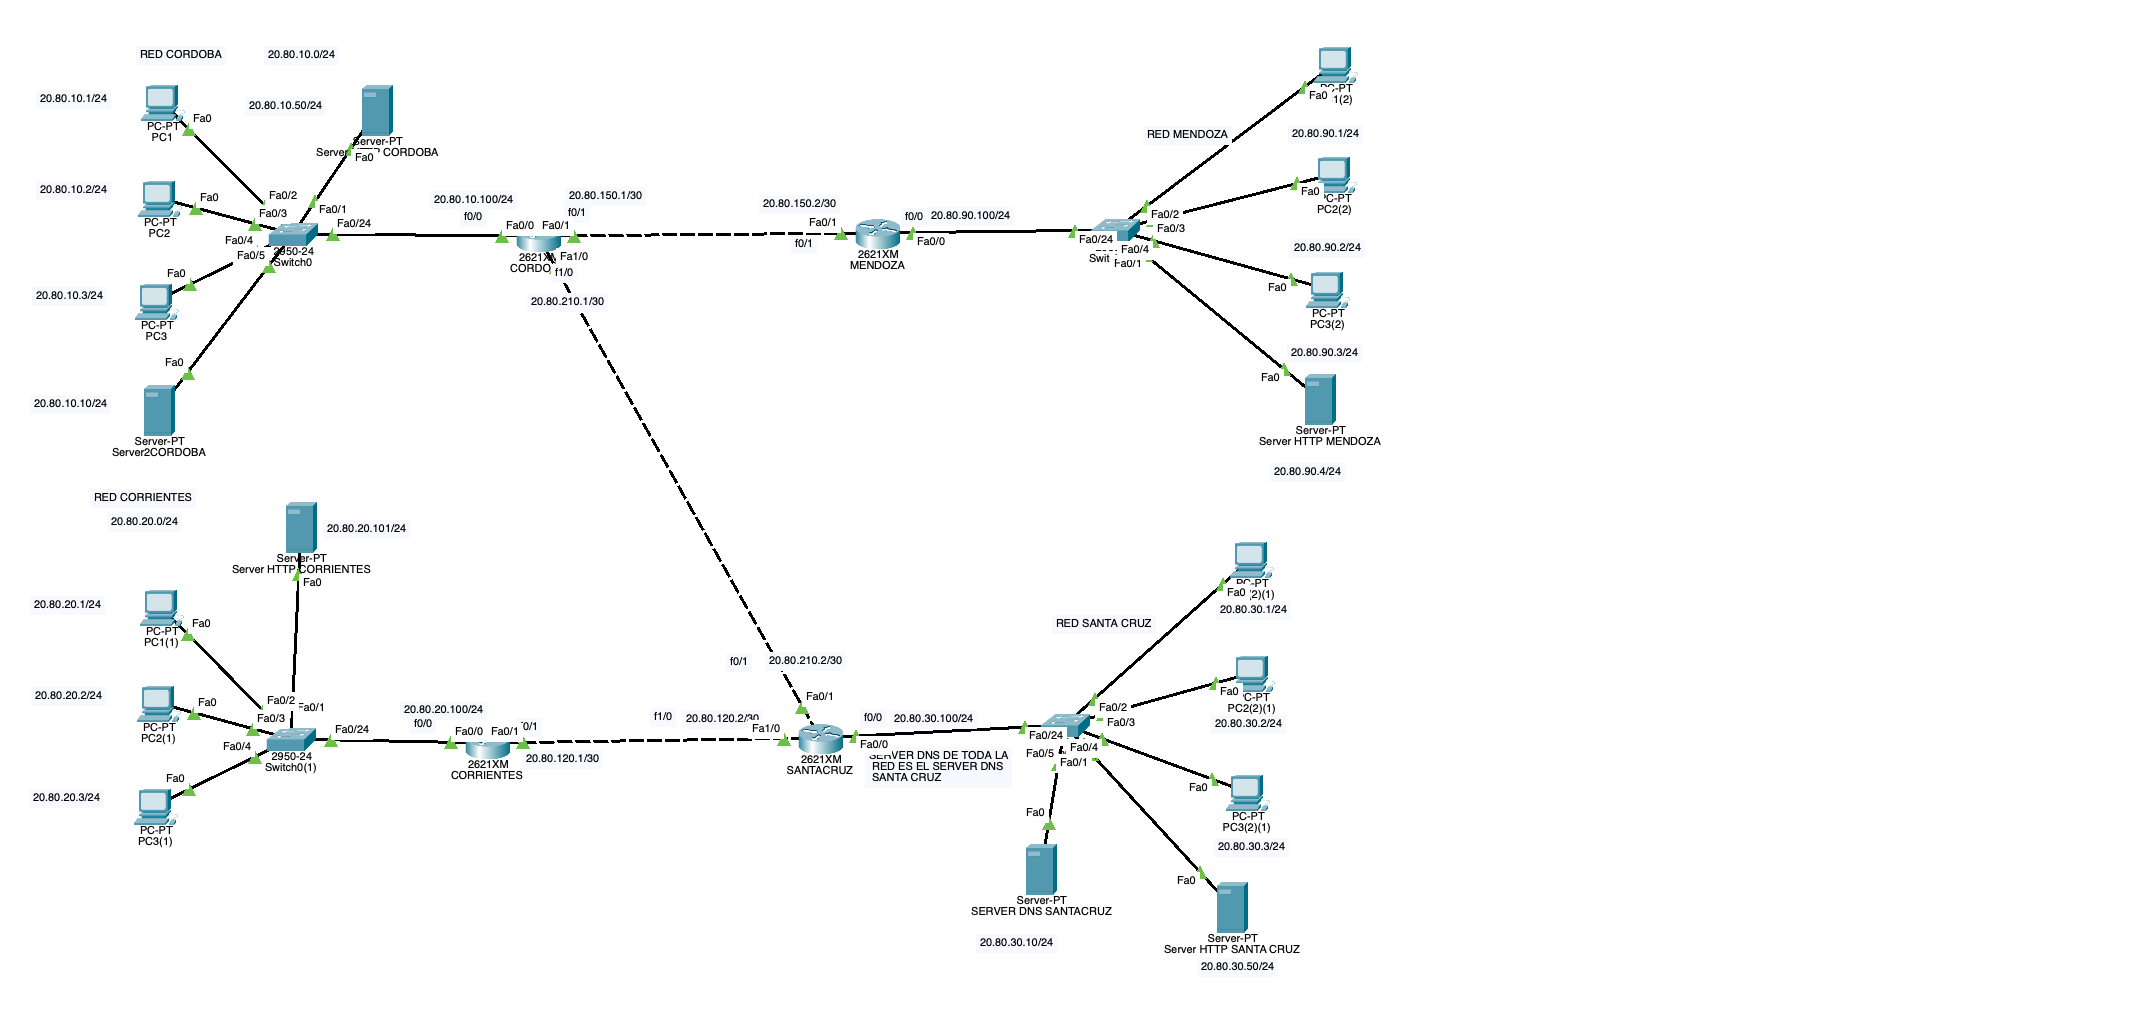 RED CORDOBA
20.80.10.0/24
20.80.10.1/24
Fa0
PC-PT
PC1
20.80.10.50/24
Server-PT
CORDOBA
Fa0
20.80.10.2/24
Fa0
PC-PT
PC2
Fa0/2
Fa0/3
Fa0/1
Fa0/24
Fa0/4
Fa0/5
2950-24
Switch0
20.80.10.3/24
Fa0
PC-PT
PC3
20.80.10.10/24
Fa0
Server-PT
Server2CORDOBA
20.80.10.100/24
f0/0
20.80.150.1/30
f0/1
Fa0/0
Fa0/1
2621XM
Fa1/0
f1/0
20.80.210.1/30
20.80.150.2/30
Fa0/1
f0/1
f0/0
20.80.90.100/24
Fa0/0
2621XM
MENDOZA
RED MENDOZA
Fa0/24
Fa0/2
Fa0/3
Fa0/4
Fa0/1
Fa0
20.80.90.1/24
Fa0
PC-PT
PC2(2)
20.80.90.2/24
Fa0
PC-PT
PC3(2)
20.80.90.3/24
Fa0
Server-PT
Server HTTP MENDOZA
20.80.90.4/24
RED CORRIENTES
20.80.20.0/24
20.80.20.101/24
Server-PT
Server HTTP CORRIENTES
Fa0
20.80.20.1/24
Fa0
PC-PT
PC1(1)
20.80.20.2/24
Fa0
PC-PT
PC2(1)
Fa0/2
Fa0/1
Fa0/3
Fa0/24
Fa0/4
2950-24
Switch0(1)
20.80.20.3/24
Fa0
PC-PT
PC3(1)
20.80.20.100/24
f0/0
Fa0/0
Fa0/1
2621XM
CORRIENTES
20.80.120.1/30
f0/1
20.80.210.2/30
Fa0/1
f1/0
20.80.120.2/30
Fa1/0
f0/0
20.80.30.100/24
Fa0/0
2621XM
SANTACRUZ
SERVER DNS DE TODA LA
RED ES EL SERVER DNS
SANTA CRUZ
RED SANTA CRUZ
Fa0/24
Fa0/2
Fa0/3
Fa0/5
Fa0/4
Fa0/1
Fa0
20.80.30.1/24
Fa0
PC2(2)(1)
20.80.30.2/24
Fa0
PC-PT
PC3(2)(1)
20.80.30.3/24
Fa0
Server-PT
SERVER DNS SANTACRUZ
20.80.30.10/24
Fa0
Server-PT
Server HTTP SANTA CRUZ
20.80.30.50/24